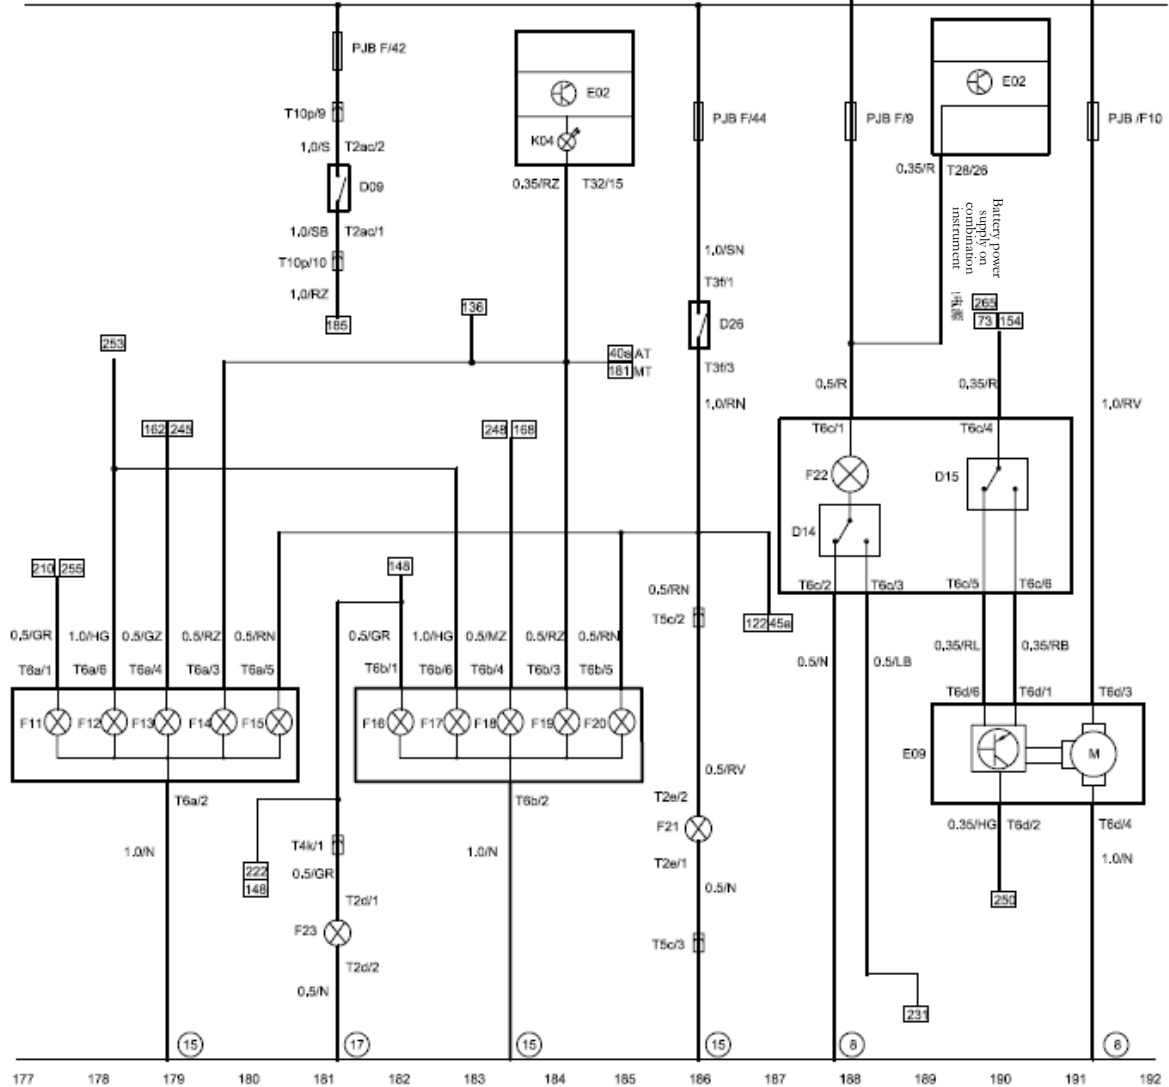 PJB F/42
E02
E02
T10p/9
PJB F/44
PJB F/9
PJB /F10
K04
1,0/S T2ac/2
0.35/RZ T32/15
0.35/R T28/26
D09
1.0/SB T2ac/1
Battery power
supply on
combination
instrument
1,0/SN
T10p/10
T3f/1
1,0/RZ
电源
265
136
73 154
185
D26
253
40a AT
181 MT
T3f/3
0.5/R
0.35/R
1,0/RN
1,0/RV
162 245
248 168
T6c/1
T6c/4
F22
D15
D14
210 255
148
T6c/2
T6c/3
T6c/5
T6c/6
0.5/RN
T5c/2
122 45a
0.5/GR 1.0/HG 0.5/GZ 0.5/RZ 0.5/RN
0.5/GR 1.0/HG 0.5/MZ 0.5/RZ 0.5/RN
0.5/N
0.5/LB
0,35/RL
0.35/RB
T6a/1 T6a/6 T6a/4 T6a/3 T6a/5
T6b/1 T6b/6 T6b/4 T6b/3 T6b/5
T6d/6
T6d/1
T6d/3
F11 F12 F13 F14 F15
F16 F17 F18 F19 F20
E09
M
0.5/RV
T6a/2
T6b/2
T2e/2
F21
0.35/HG T6d/2
T6d/4
T4k/1
1.0/N
1.0/N
T2e/1
1.0/N
222
148
0.5/GR
0.5/N
T2d/1
250
F23
T5c/3
T2d/2
0.5/N
231
15 17 15 15 8 6
177 178 179 180 181 182 183 184 185 186 187 188 189 190 191 192